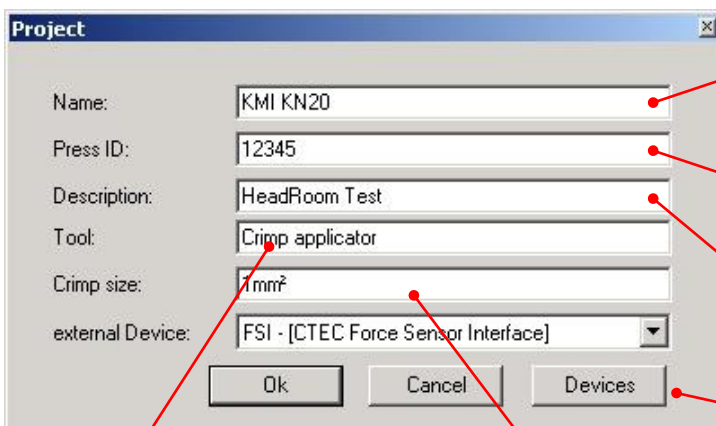 Project
Name: KMI KN20
Press ID: 12345
Description: HeadRoom Test
Tool: Crimp applicator
Crimp size: 1mm²
external Device: FSI - [CTEC Force Sensor Interface]
Ok Cancel Devices